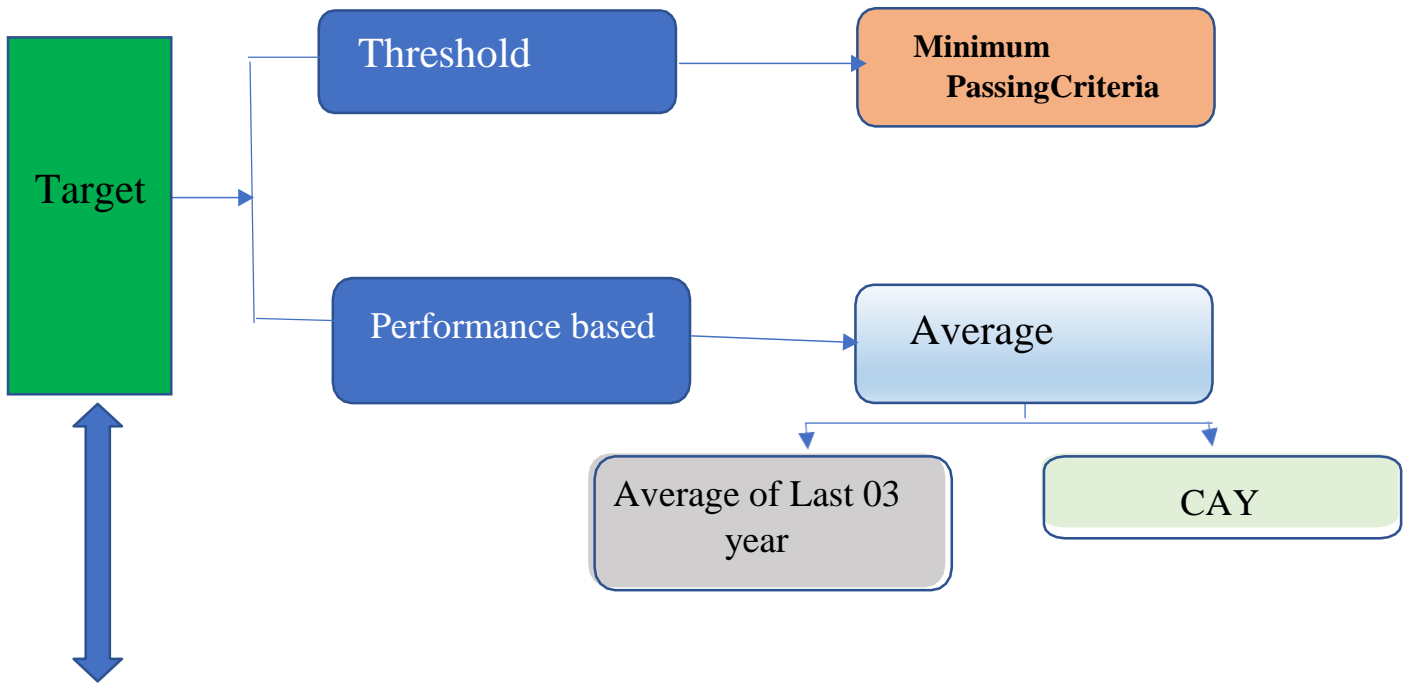 Threshold
Minimum
PassingCriteria
Target
Performance based
Average
Average of Last 03
year
CAY